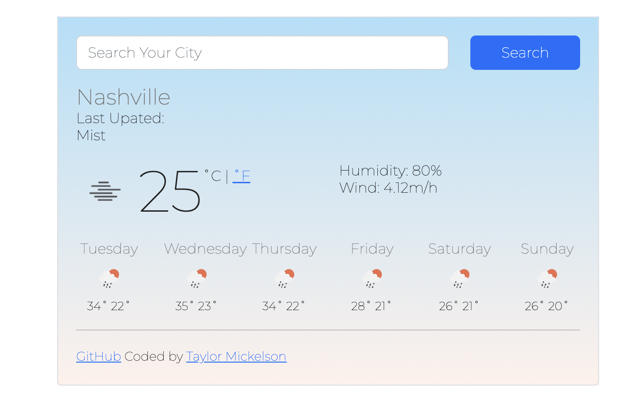 Search Your City
Search
Nashville
Last Upated:
Mist
25 °C | °F
Humidity: 80%
Wind: 4.12m/h
Tuesday Wednesday Thursday Friday Saturday Sunday
34° 22° 35° 23° 34° 22° 28° 21° 26° 21° 26° 20°
GitHub Coded by Taylor Mickelson